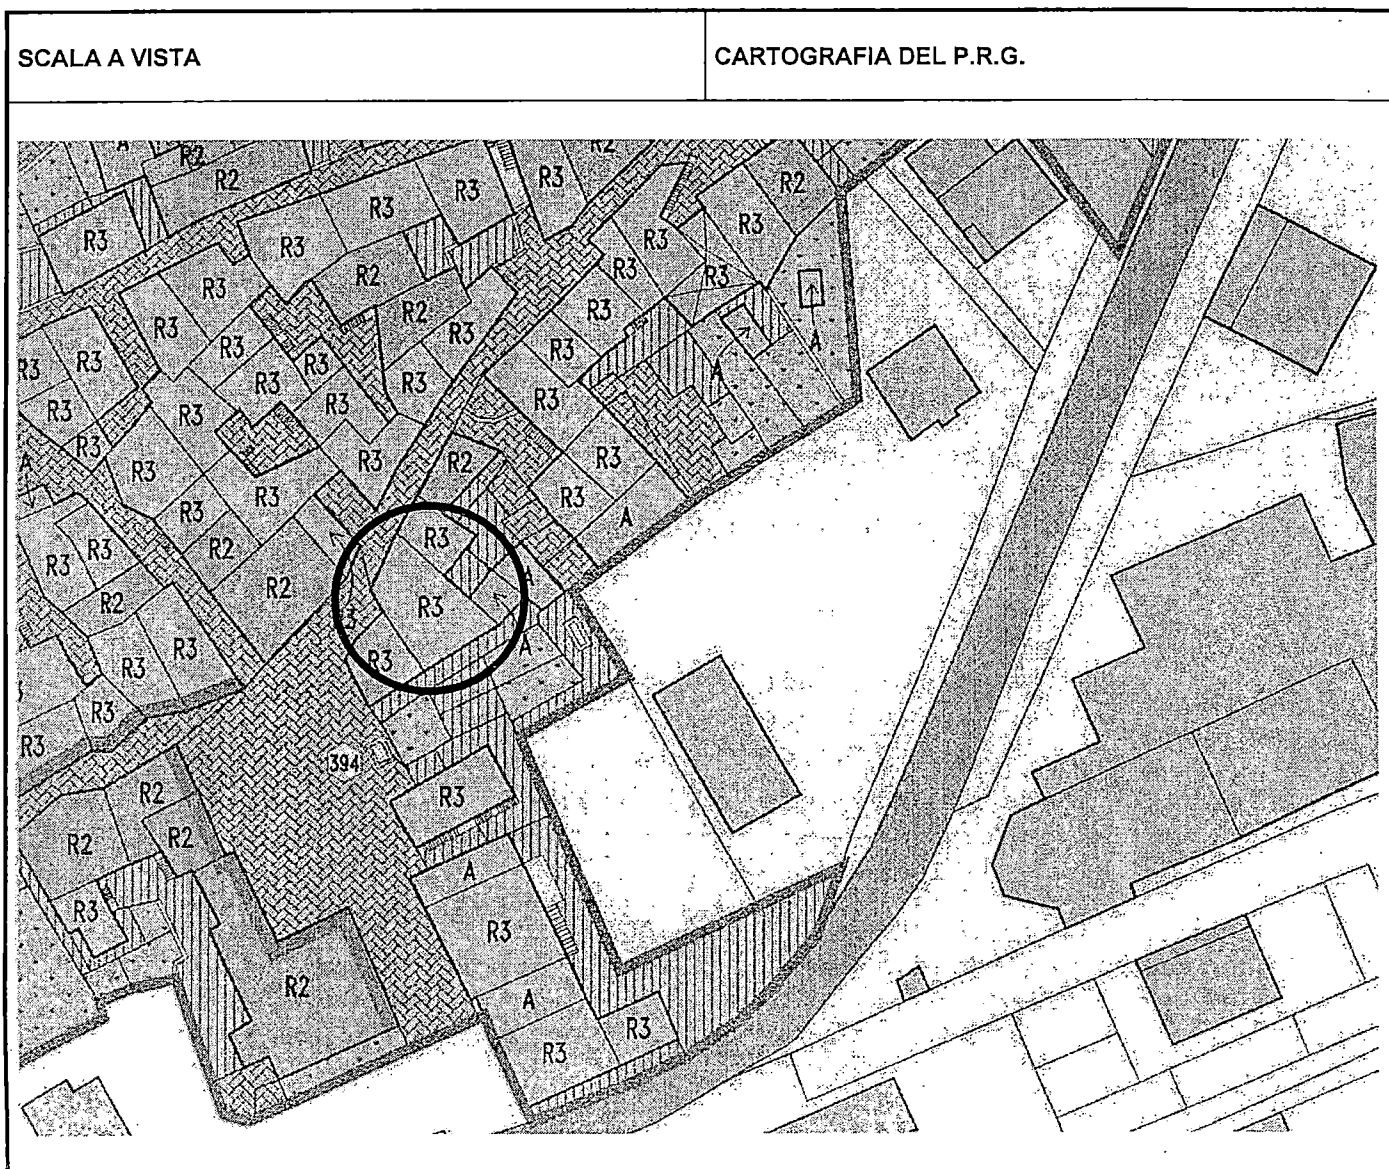 SCALA A VISTA
CARTOGRAFIA DEL P.R.G.
A R2 R3 R2
R2 R3 R3 R2
R3 R3 R3 R3
R2 R3 R3
R3 R3 R2 R3
R3 R3 R3 R3 A
R3 R3 R3 R3 R3 A
R3 R3 R3 R3
R3 R3 R3 R2 R3
A R3 R3 R3 A
R3 R2 R3
R3 R3 R2 A
R2 R3
R3 R3 R3 A
R3
R3 394
R2 R3
R2 R2
R3 A
R3
R2 A
R3 R3